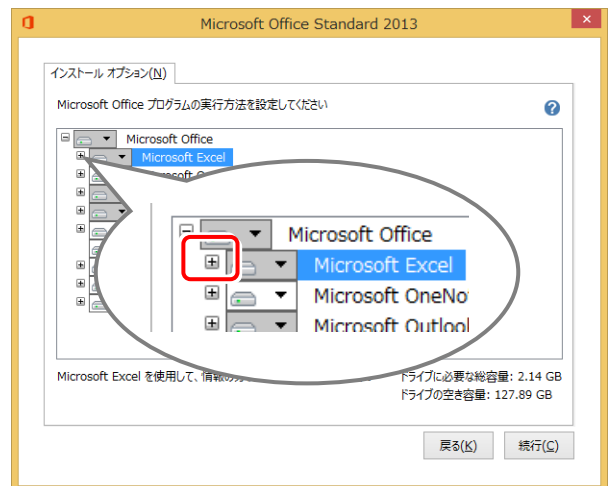 Microsoft Office Standard 2013
インストール オプション(N)
Microsoft Office プログラムの実行方法を設定してください
Microsoft Office
Microsoft Excel
Microsoft Office
Microsoft Excel
Microsoft OneNo
Microsoft Outlool
Microsoft Excel を使用して、情報の
ドライブに必要な総容量: 2.14 GB
ドライブの空き容量: 127.89 GB
戻る(K)
続行(C)